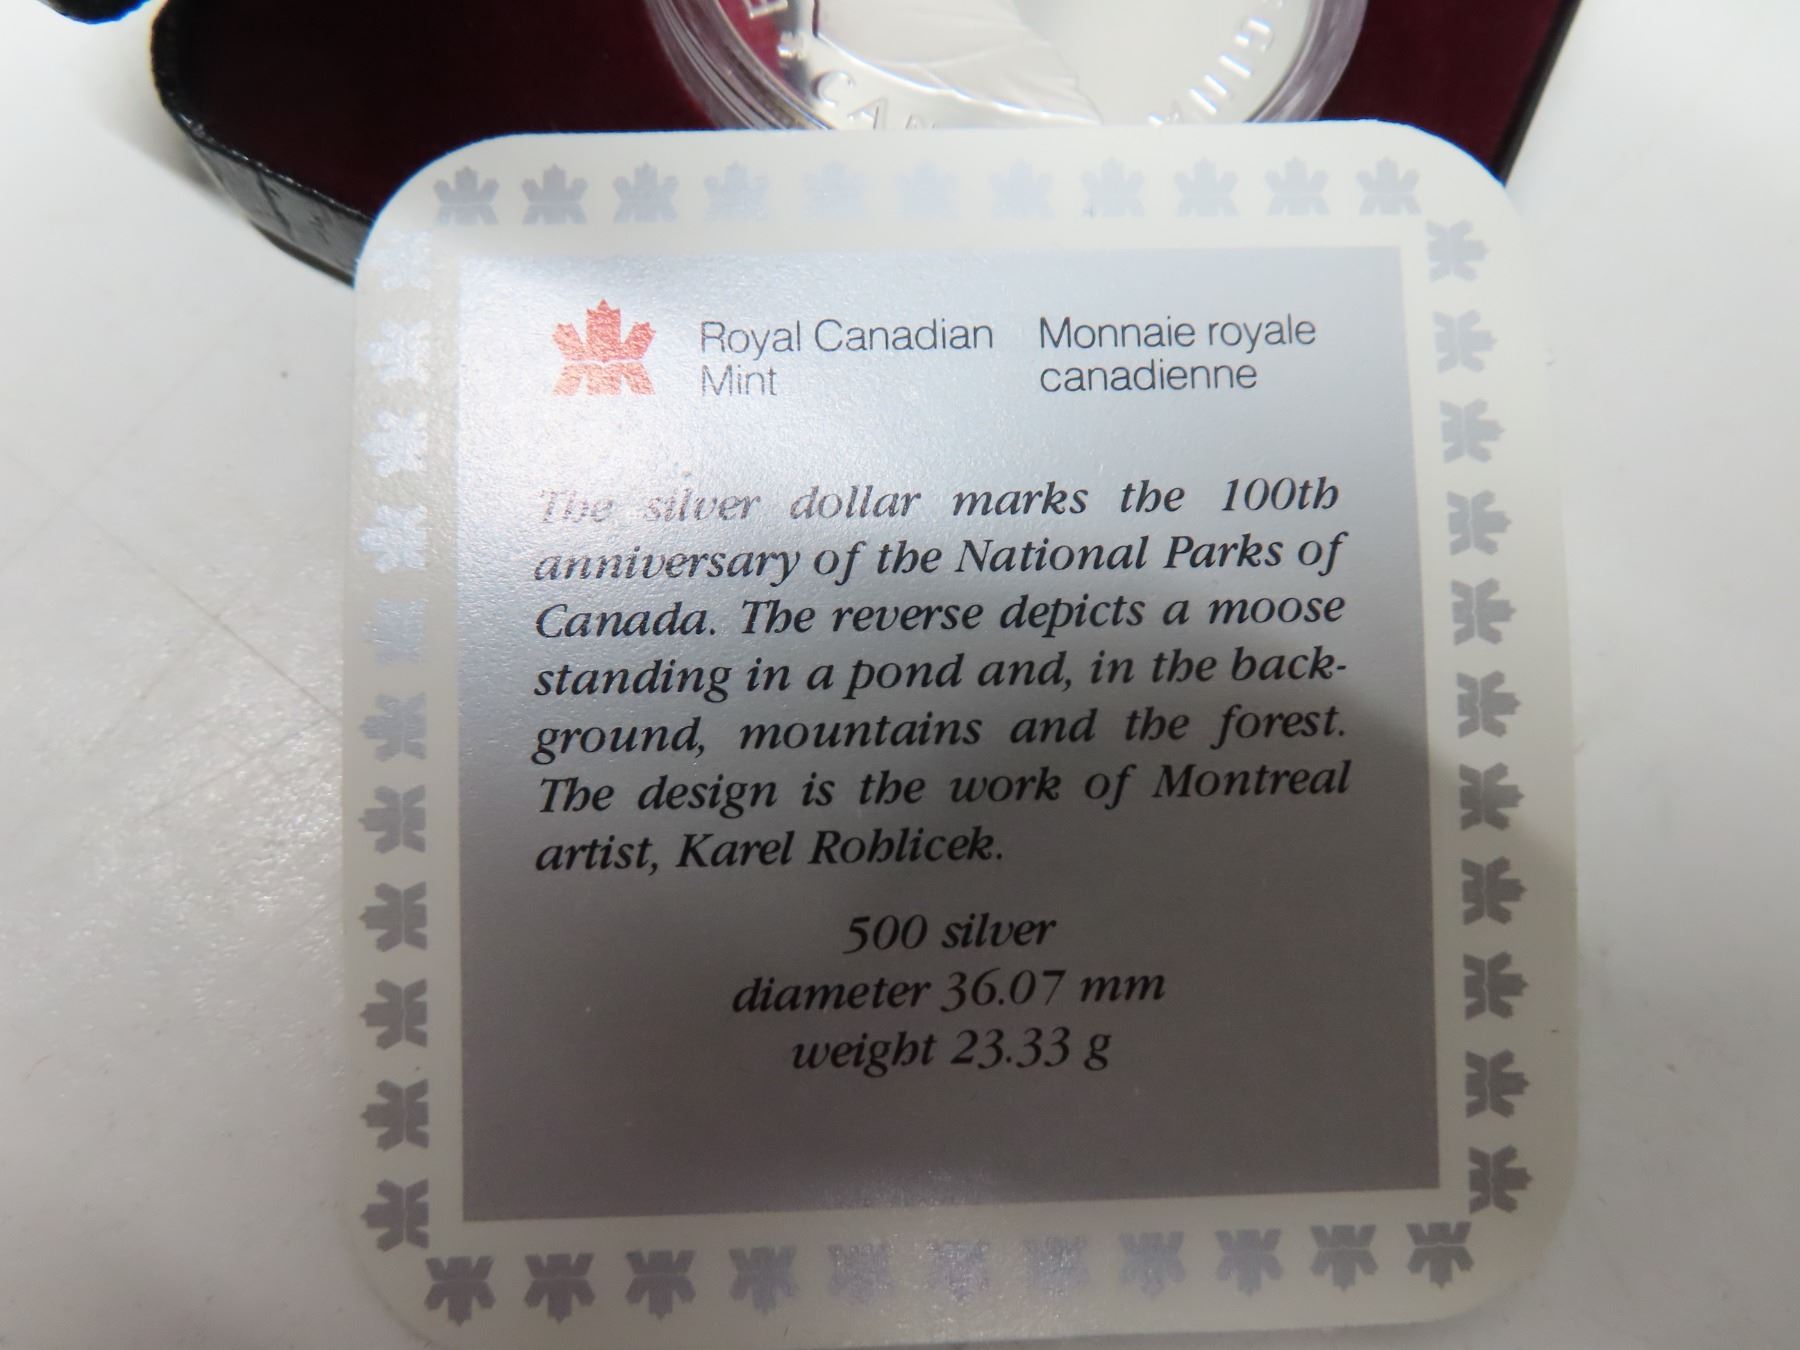 CAN
GINA
Royal Canadian Mint
Monnaie royale canadienne
The silver dollar marks the 100th
anniversary of the National Parks of
Canada. The reverse depicts a moose
standing in a pond and, in the back-
ground, mountains and the forest.
The design is the work of Montreal
artist, Karel Rohlicek.
500 silver
diameter 36.07 mm
weight 23.33 g